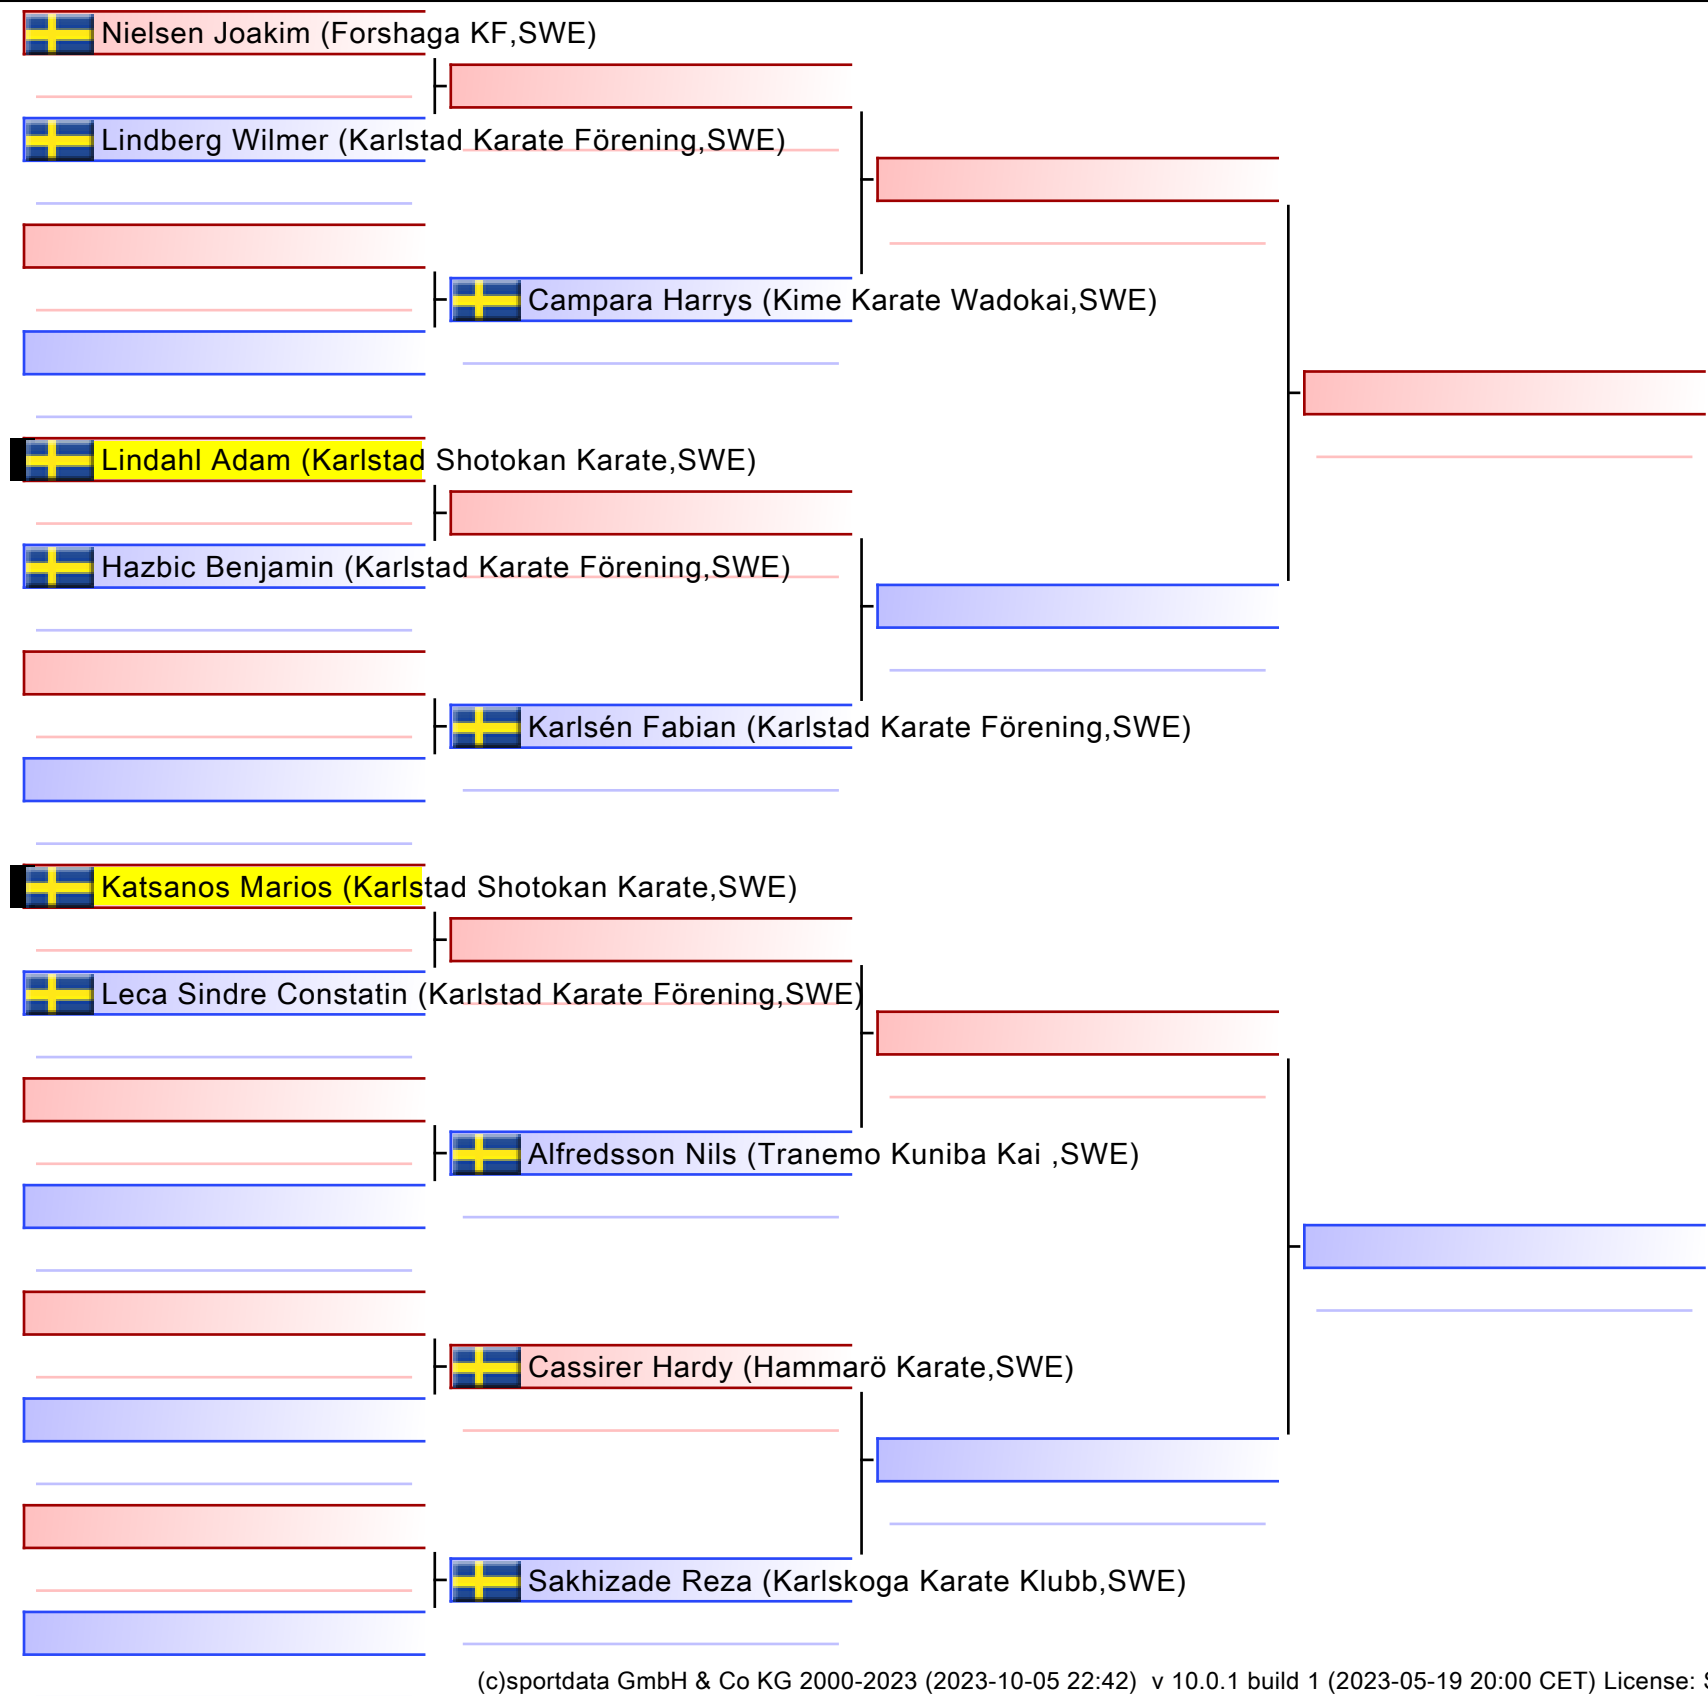 Nielsen Joakim (Forshaga KF,SWE)
Lindberg Wilmer (Karlstad Karate Förening,SWE)
Campara Harrys (Kime Karate Wadokai,SWE)
Lindahl Adam (Karlstad Shotokan Karate,SWE)
Hazbic Benjamin (Karlstad Karate Förening,SWE)
Karlsén Fabian (Karlstad Karate Förening,SWE)
Katsanos Marios (Karlstad Shotokan Karate,SWE)
Leca Sindre Constatin (Karlstad Karate Förening,SWE)
Alfredsson Nils (Tranemo Kuniba Kai ,SWE)
Cassirer Hardy (Hammarö Karate,SWE)
Sakhizade Reza (Karlskoga Karate Klubb,SWE)
(c)sportdata GmbH & Co KG 2000-2023 (2023-10-05 22:42) v 10.0.1 build 1 (2023-05-19 20:00 CET) License: